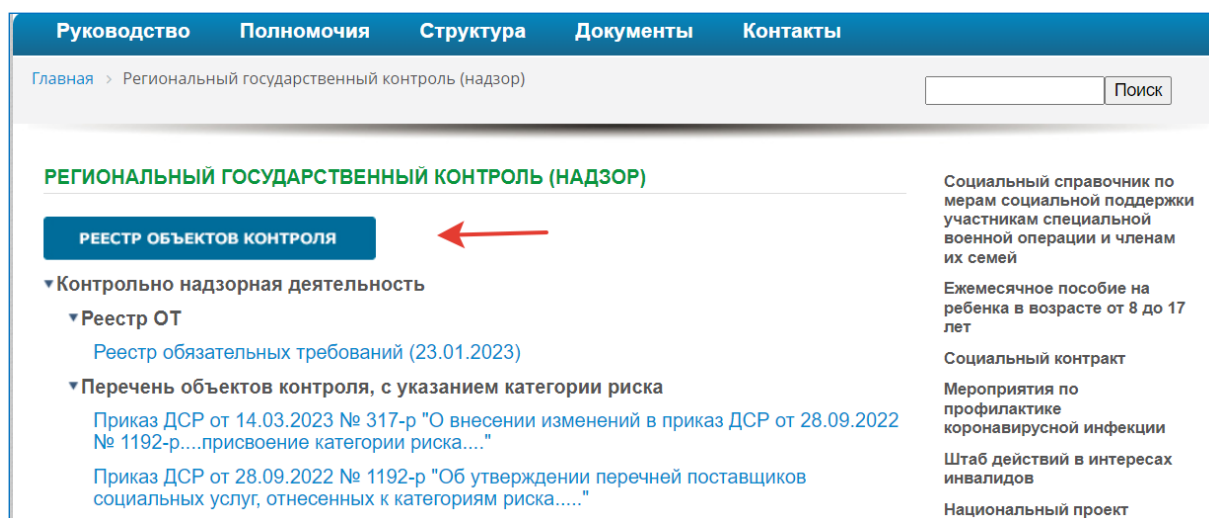 Руководство Полномочия Структура Документы Контакты
Главная > Региональный государственный контроль (надзор)
Поиск
РЕГИОНАЛЬНЫЙ ГОСУДАРСТВЕННЫЙ КОНТРОЛЬ (НАДЗОР)
РЕЕСТР ОБЪЕКТОВ КОНТРОЛЯ
Контрольно надзорная деятельность
Реестр ОТ
Реестр обязательных требований (23.01.2023)
Перечень объектов контроля, с указанием категории риска
Приказ ДСР от 14.03.2023 № 317-р "О внесении изменений в приказ ДСР от 28.09.2022
№ 1192-р....присвоение категории риска...."
Приказ ДСР от 28.09.2022 № 1192-р "Об утверждении перечней поставщиков
социальных услуг, отнесенных к категориям риска....."
Социальный справочник по
мерам социальной поддержки
участникам специальной
военной операции и членам
их семей
Ежемесячное пособие на
ребенка в возрасте от 8 до 17
лет
Социальный контракт
Мероприятия по
профилактике
коронавирусной инфекции
Штаб действий в интересах
инвалидов
Национальный проект